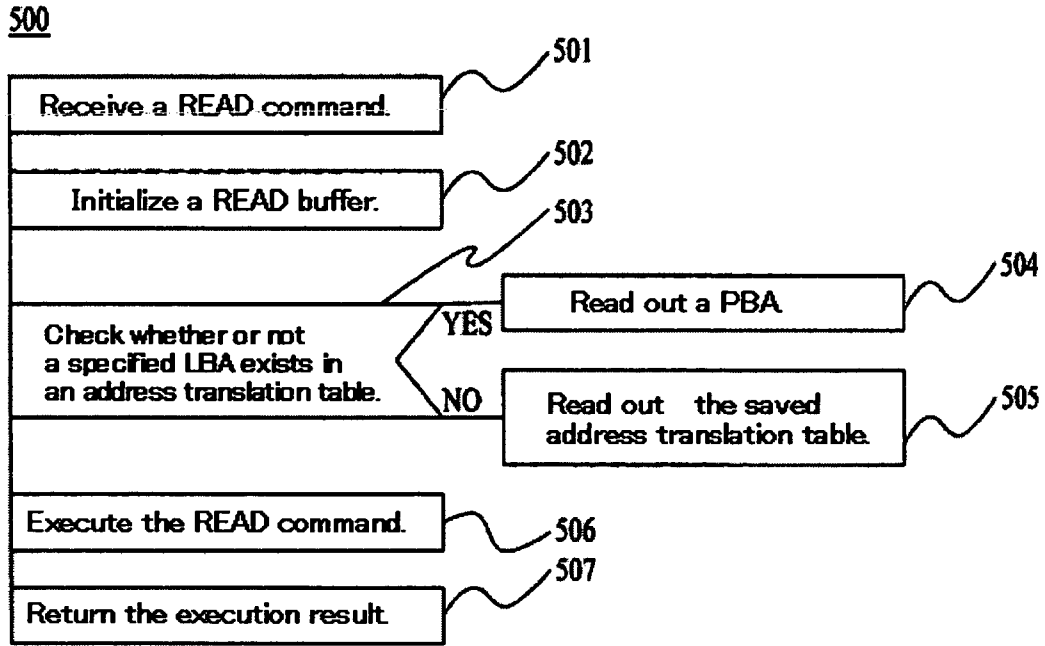 500
501
Receive a READ command.
502
Initialize a READ buffer.
503
504
Read out a PBA
YES
Check whether or not
a specified LBA exists in
an address translation table.
NO
505
Read out the saved
address translation table.
Execute the READ command.
506
507
Return the execution result.